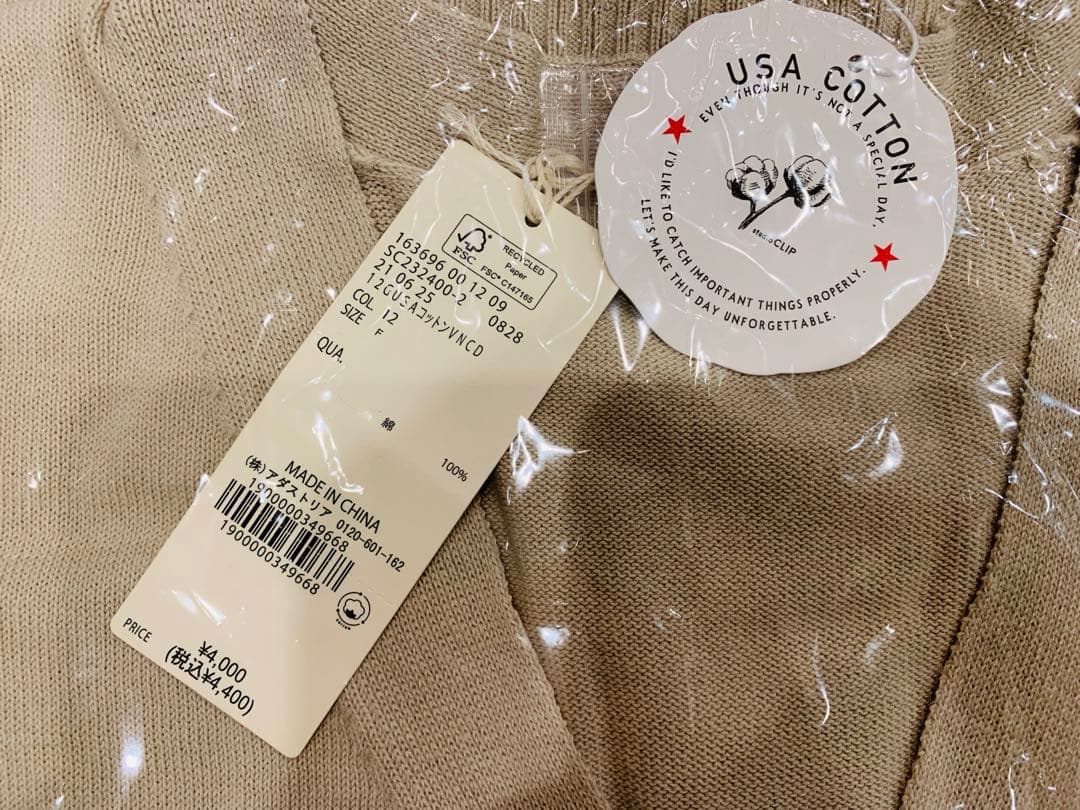 USA COTTON
EVEN THOUGH IT'S NOT A SPECIAL DAY,
I'D LIKE TO CATCH IMPORTANT THINGS PROPERLY.
LET'S MAKE THIS DAY UNFORGETTABLE.
studio CLIP
FSC
RECYCLED
Paper
FSC® C147165
163696 00 12 09
SC232400-2 0828
21 06 25
12GUSAコットンVNCD
COL 12
SIZE F
QUA.
綿
100%
MADE IN CHINA
(株)アダストリア 0120-601-162
1900000349668
1900000349668
cotton
PRICE
¥4,000
(税込¥4,400)